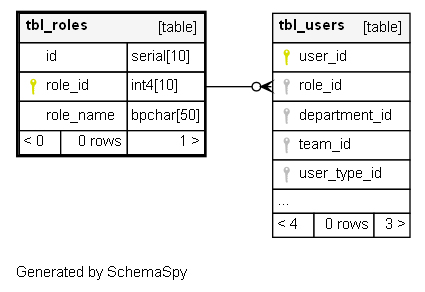 tbl_roles [table]
id serial[10]
role_id int4[10]
role_name bpchar[50]
< 0 0 rows 1 >
tbl_users [table]
user_id
role_id
department_id
team_id
user_type_id
...
< 4 0 rows 3 >
Generated by SchemaSpy